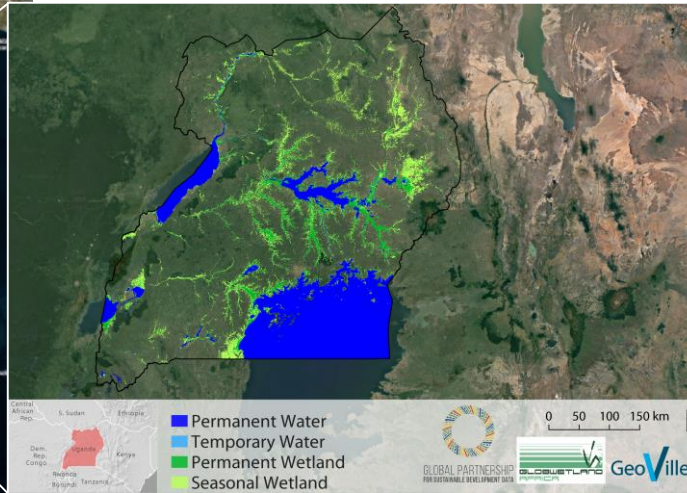 Central
African
Rep.
S. Sudan
Ethiopia
Dem.
Rep.
Congo
Uganda
Kenya
Rwanda
Burundi
Tanzania
Permanent Water
Temporary Water
Permanent Wetland
Seasonal Wetland
GLOBAL PARTNERSHIP
FOR SUSTAINABLE DEVELOPMENT DATA
0 50 100 150 km
GLOBWETLAND
AFRICA
GeoVille